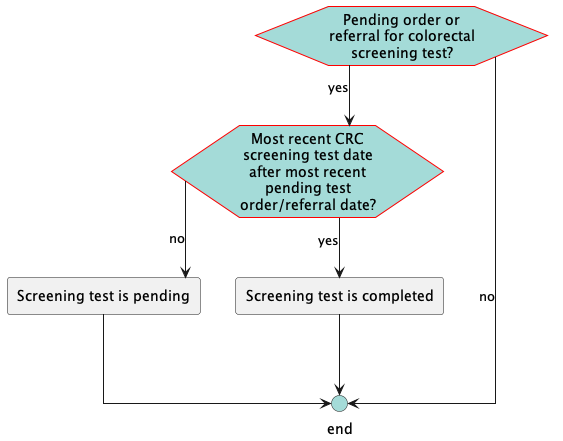 Pending order or
referral for colorectal
screening test?
yes
Most recent CRC
screening test date
after most recent
pending test
order/referral date?
no
yes
Screening test is pending
Screening test is completed
no
end